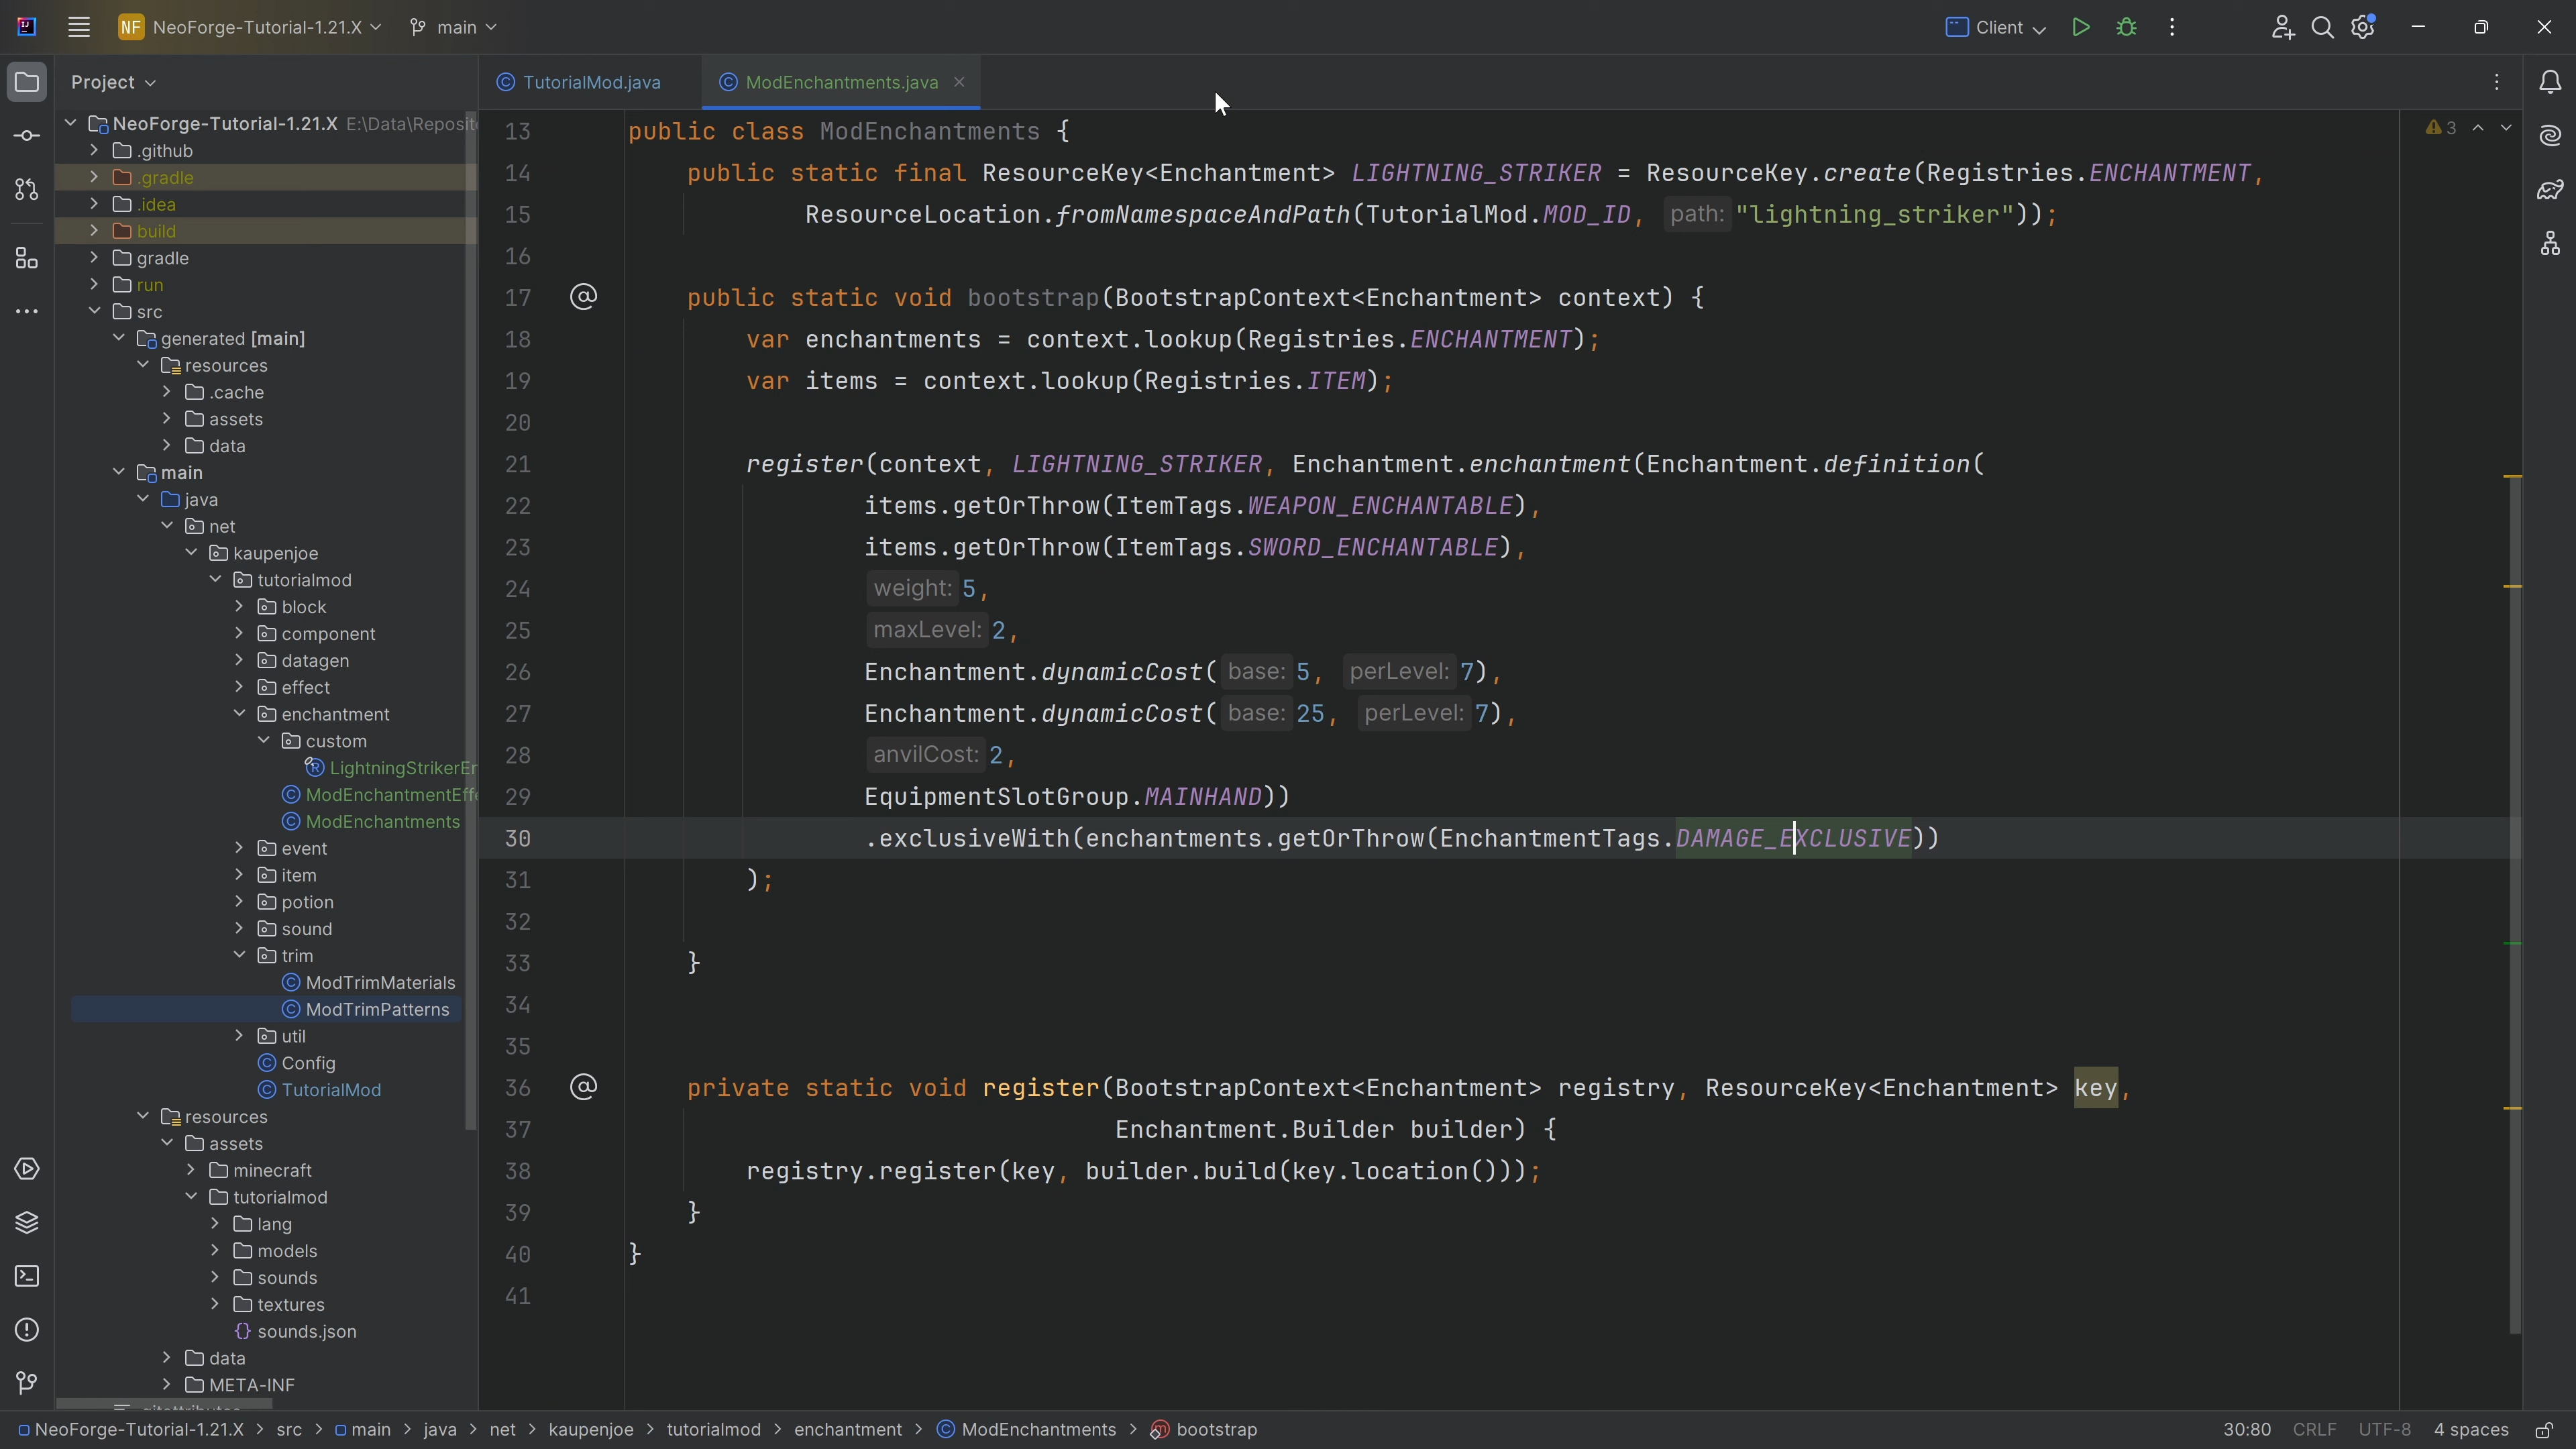 NF NeoForge-Tutorial-1.21.X main Client
Project
TutorialMod.java
ModEnchantments.java
NeoForge-Tutorial-1.21.X E:\Data\Reposit
.github
.gradle
.idea
build
gradle
run
src
generated [main]
resources
.cache
assets
data
main
java
net
kaupenjoe
tutorialmod
block
component
datagen
effect
enchantment
custom
LightningStrikerEn
ModEnchantmentEffe
ModEnchantments
event
item
potion
sound
trim
ModTrimMaterials
ModTrimPatterns
util
Config
TutorialMod
resources
assets
minecraft
tutorialmod
lang
models
sounds
textures
sounds.json
data
META-INF
3
13 public class ModEnchantments {
14 public static final ResourceKey<Enchantment> LIGHTNING_STRIKER = ResourceKey.create(Registries.ENCHANTMENT,
15 ResourceLocation.fromNamespaceAndPath(TutorialMod.MOD_ID, path: "lightning_striker"));
16
17 @ public static void bootstrap(BootstrapContext<Enchantment> context) {
18 var enchantments = context.lookup(Registries.ENCHANTMENT);
19 var items = context.lookup(Registries.ITEM);
20
21 register(context, LIGHTNING_STRIKER, Enchantment.enchantment(Enchantment.definition(
22 items.getOrThrow(ItemTags.WEAPON_ENCHANTABLE),
23 items.getOrThrow(ItemTags.SWORD_ENCHANTABLE),
24 weight: 5,
25 maxLevel: 2,
26 Enchantment.dynamicCost( base: 5, perLevel: 7),
27 Enchantment.dynamicCost( base: 25, perLevel: 7),
28 anvilCost: 2,
29 EquipmentSlotGroup.MAINHAND))
30 .exclusiveWith(enchantments.getOrThrow(EnchantmentTags.DAMAGE_EXCLUSIVE))
31 );
32
33 }
34
35
36 @ private static void register(BootstrapContext<Enchantment> registry, ResourceKey<Enchantment> key,
37 Enchantment.Builder builder) {
38 registry.register(key, builder.build(key.location()));
39 }
40 }
41
NeoForge-Tutorial-1.21.X > src > main > java > net > kaupenjoe > tutorialmod > enchantment > ModEnchantments > bootstrap
30:80 CRLF UTF-8 4 spaces